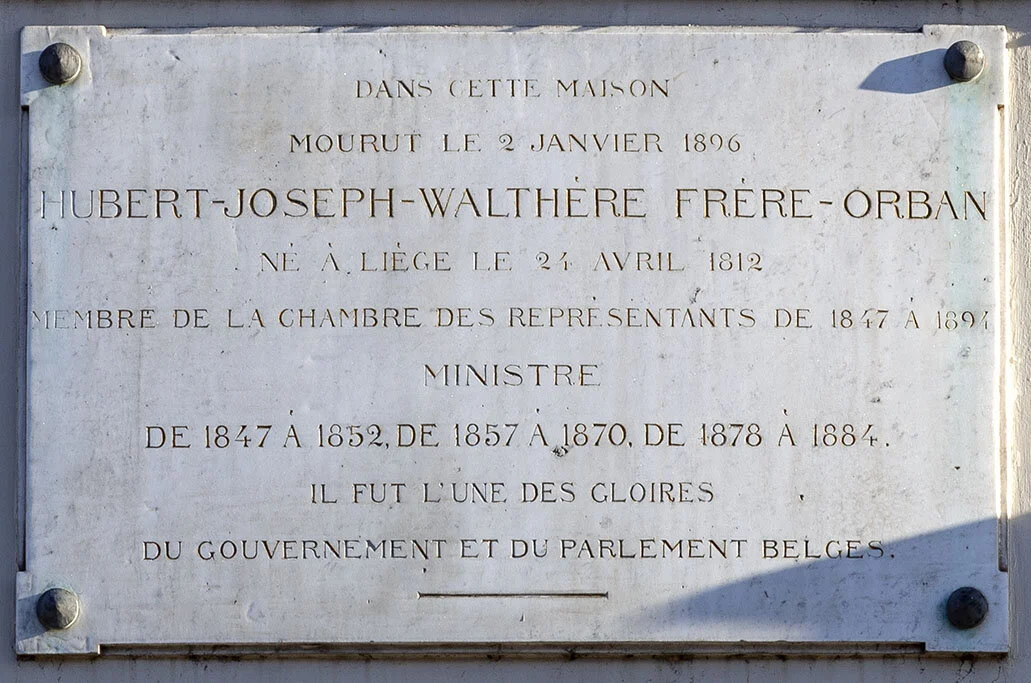 DANS CETTE MAISON
MOURUT LE 2 JANVIER 1896
HUBERT-JOSEPH-WALTHÈRE FRÈRE-ORBAN
NÉ À LIÉGE LE 24 AVRIL 1812
MEMBRE DE LA CHAMBRE DES REPRÉSENTANTS DE 1847 À 1894
MINISTRE
DE 1847 À 1852, DE 1857 À 1870, DE 1878 À 1884.
IL FUT L'UNE DES GLOIRES
DU GOUVERNEMENT ET DU PARLEMENT BELGES.